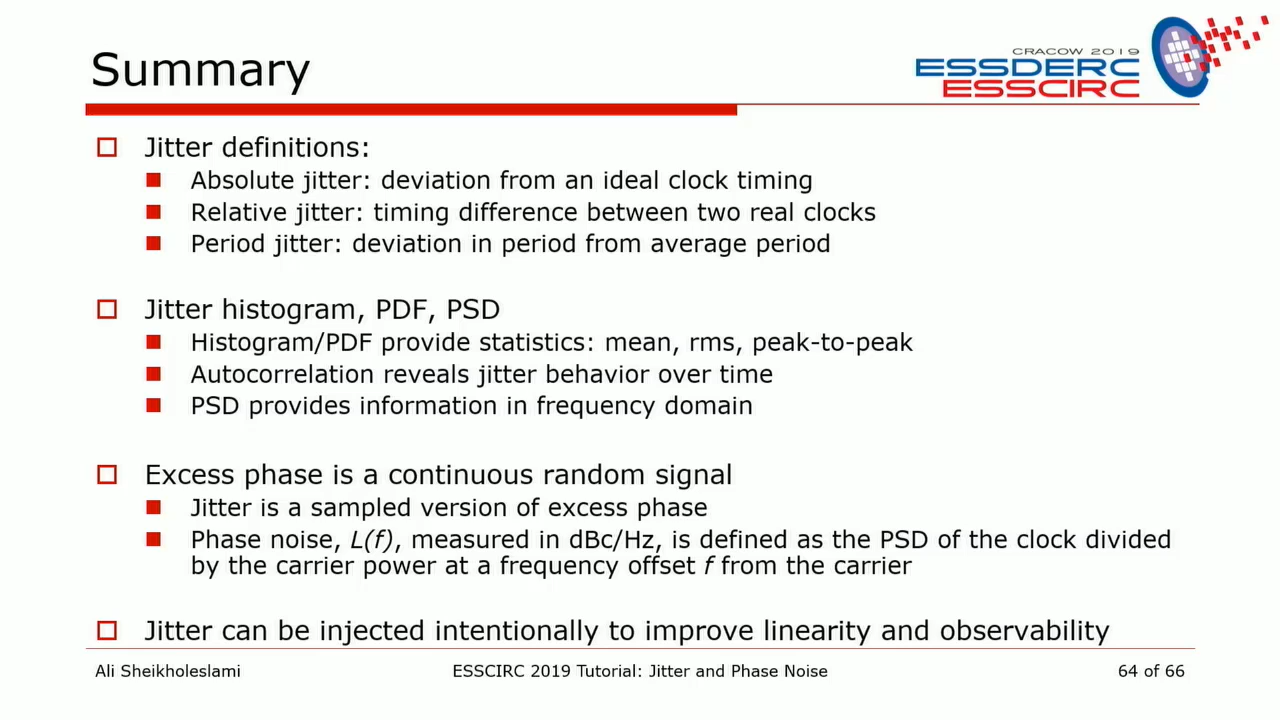 Summary
CRACOW 2019
ESSDERC
ESSCIRC
Jitter definitions:
Absolute jitter: deviation from an ideal clock timing
Relative jitter: timing difference between two real clocks
Period jitter: deviation in period from average period
Jitter histogram, PDF, PSD
Histogram/PDF provide statistics: mean, rms, peak-to-peak
Autocorrelation reveals jitter behavior over time
PSD provides information in frequency domain
Excess phase is a continuous random signal
Jitter is a sampled version of excess phase
Phase noise, L(f), measured in dBc/Hz, is defined as the PSD of the clock divided
by the carrier power at a frequency offset f from the carrier
Jitter can be injected intentionally to improve linearity and observability
Ali Sheikholeslami
ESSCIRC 2019 Tutorial: Jitter and Phase Noise
64 of 66